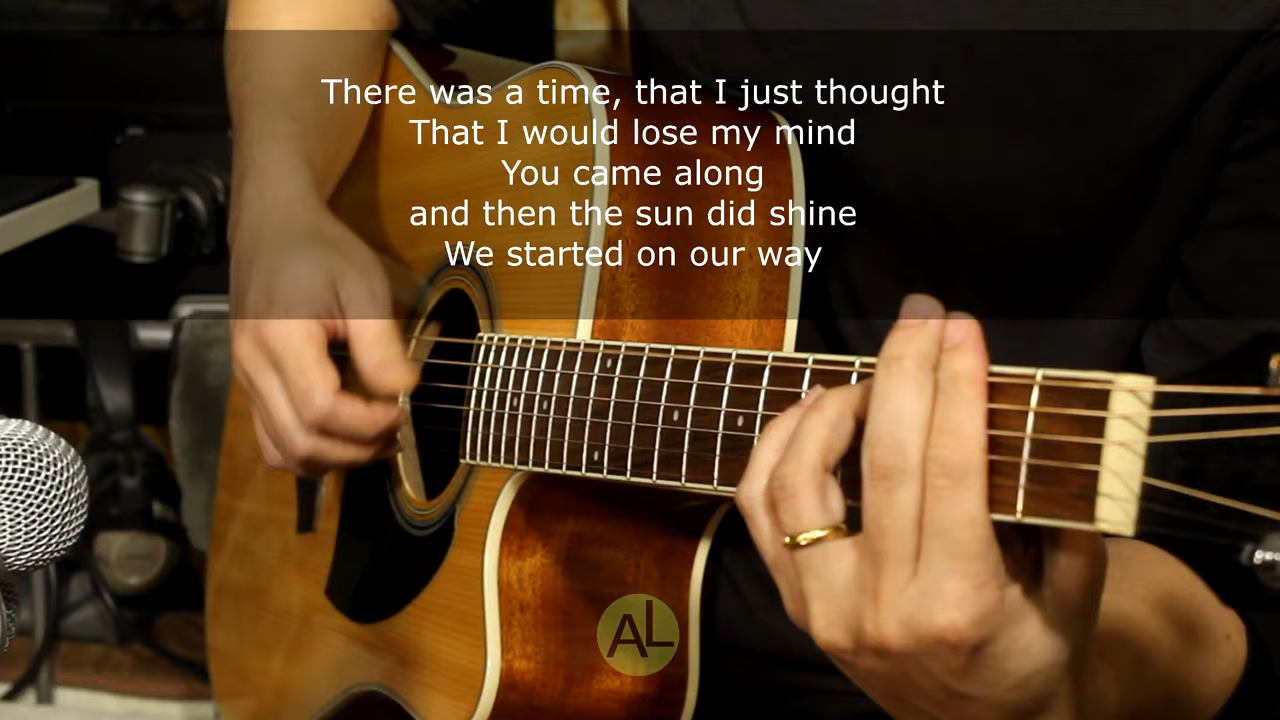 There was a time, that I just thought
That I would lose my mind
You came along
and then the sun did shine
We started on our way
AL